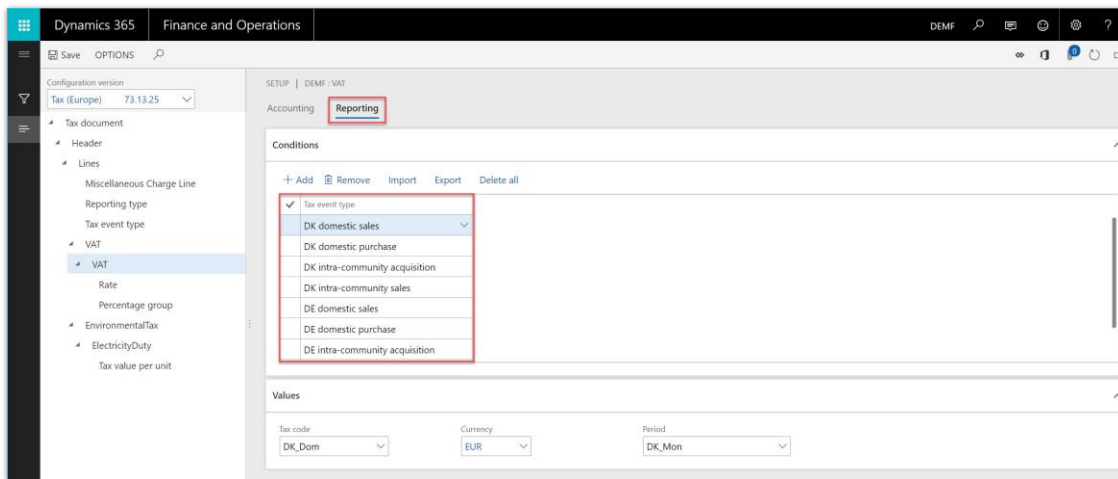 Dynamics 365 Finance and Operations DEMF ?
Save OPTIONS 0
Configuration version
Tax (Europe) 73.13.25
Tax document
Header
Lines
Miscellaneous Charge Line
Reporting type
Tax event type
VAT
VAT
Rate
Percentage group
EnvironmentalTax
ElectricityDuty
Tax value per unit
SETUP | DEMF : VAT
Accounting Reporting
Conditions
+ Add Remove Import Export Delete all
Tax event type
DK domestic sales
DK domestic purchase
DK intra-community acquisition
DK intra-community sales
DE domestic sales
DE domestic purchase
DE intra-community acquisition
Values
Tax code Currency Period
DK_Dom EUR DK_Mon